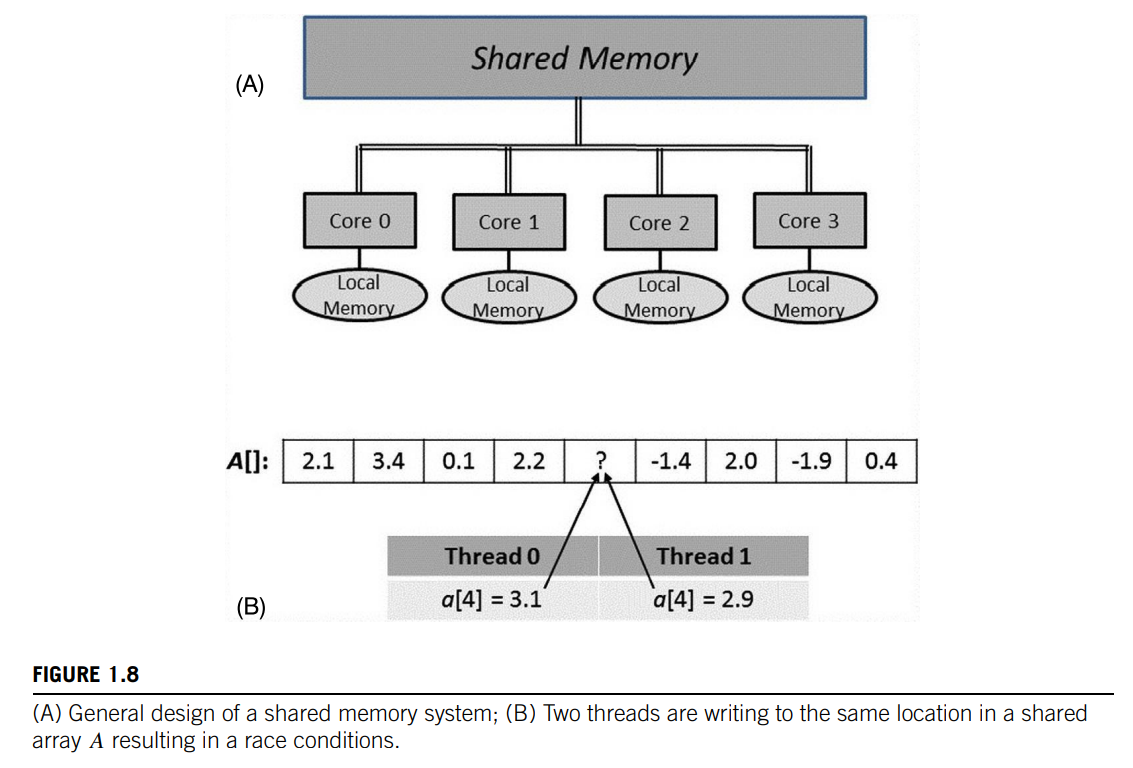 Shared Memory
(A)
Core 0 Core 1 Core 2 Core 3
Local Local Local Local
Memory Memory Memory Memory
A[]: 2.1 3.4 0.1 2.2 ? -1.4 2.0 -1.9 0.4
Thread 0 Thread 1
(B) a[4] = 3.1 a[4] = 2.9
FIGURE 1.8
(A) General design of a shared memory system; (B) Two threads are writing to the same location in a shared
array A resulting in a race conditions.